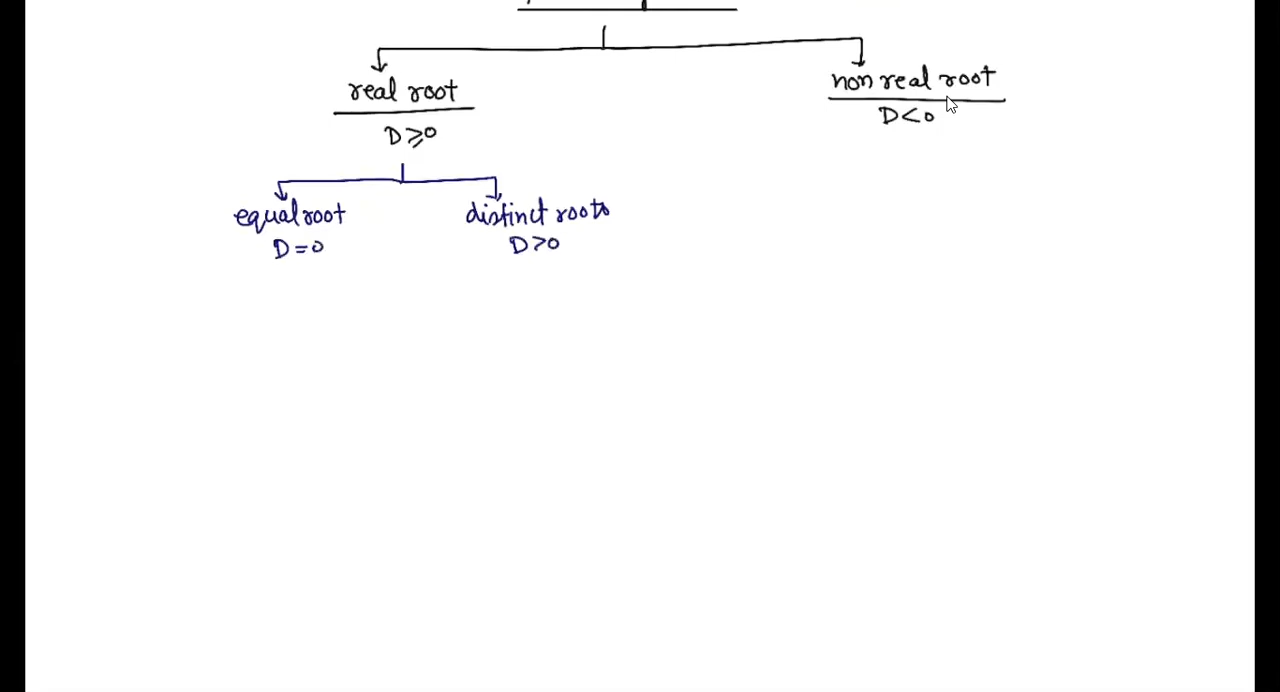 real root
non real root
D≥0
D<0
equal root
distinct roots
D=0
D>0